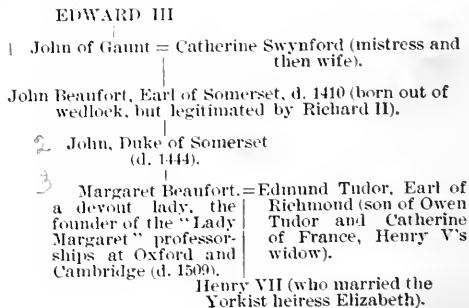 EDWARD III
1 John of Gaunt = Catherine Swynford (mistress and
then wife).
John Beaufort, Earl of Somerset, d. 1410 (born out of
wedlock, but legitimated by Richard II).
2 John, Duke of Somerset
(d. 1444).
3
Margaret Beaufort, = Edmund Tudor, Earl of
a devout lady, the Richmond (son of Owen
founder of the "Lady Tudor and Catherine
Margaret" professor- of France, Henry V's
ships at Oxford and widow).
Cambridge (d. 1509).
Henry VII (who married the
Yorkist heiress Elizabeth).